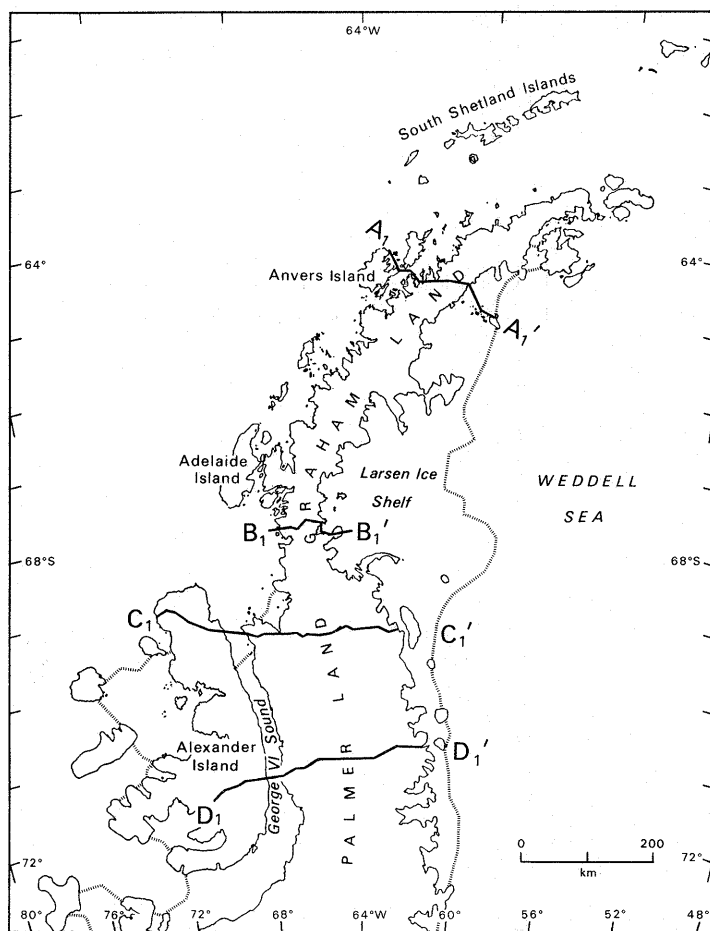 64°W
South Shetland Islands
A₁
64°
64°
Anvers Island
A₁'
GRAHAM LAND
Adelaide
Island
Larsen Ice
Shelf
WEDDELL
SEA
B₁
B₁'
68°
68°S
C₁
C₁'
Alexander
Island
George VI Sound
PALMER LAND
D₁'
D₁
0 200
km
72°
72°
80° 76° 72° 68° 64°W 60° 56° 52° 48°